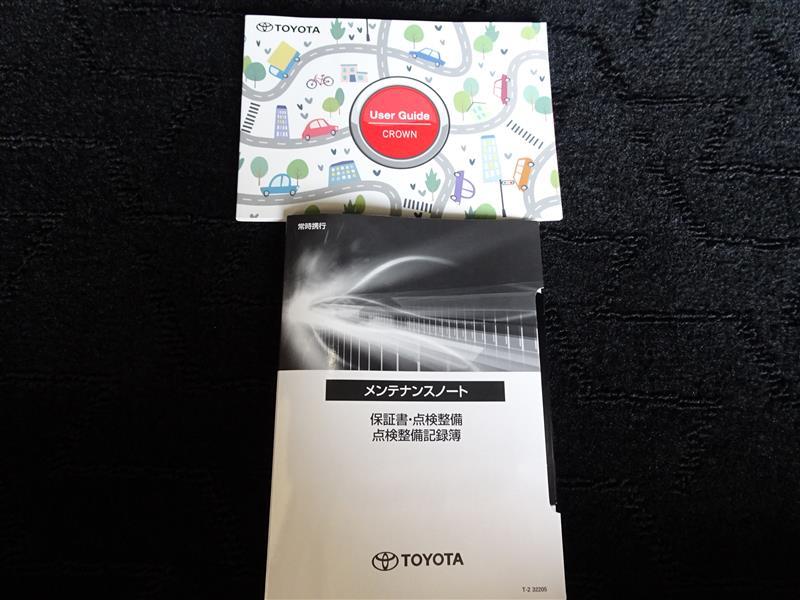 TOYOTA
User Guide
CROWN
常時携行
メンテナンスノート
保証書・点検整備
点検整備記録簿
TOYOTA
T-2 32205